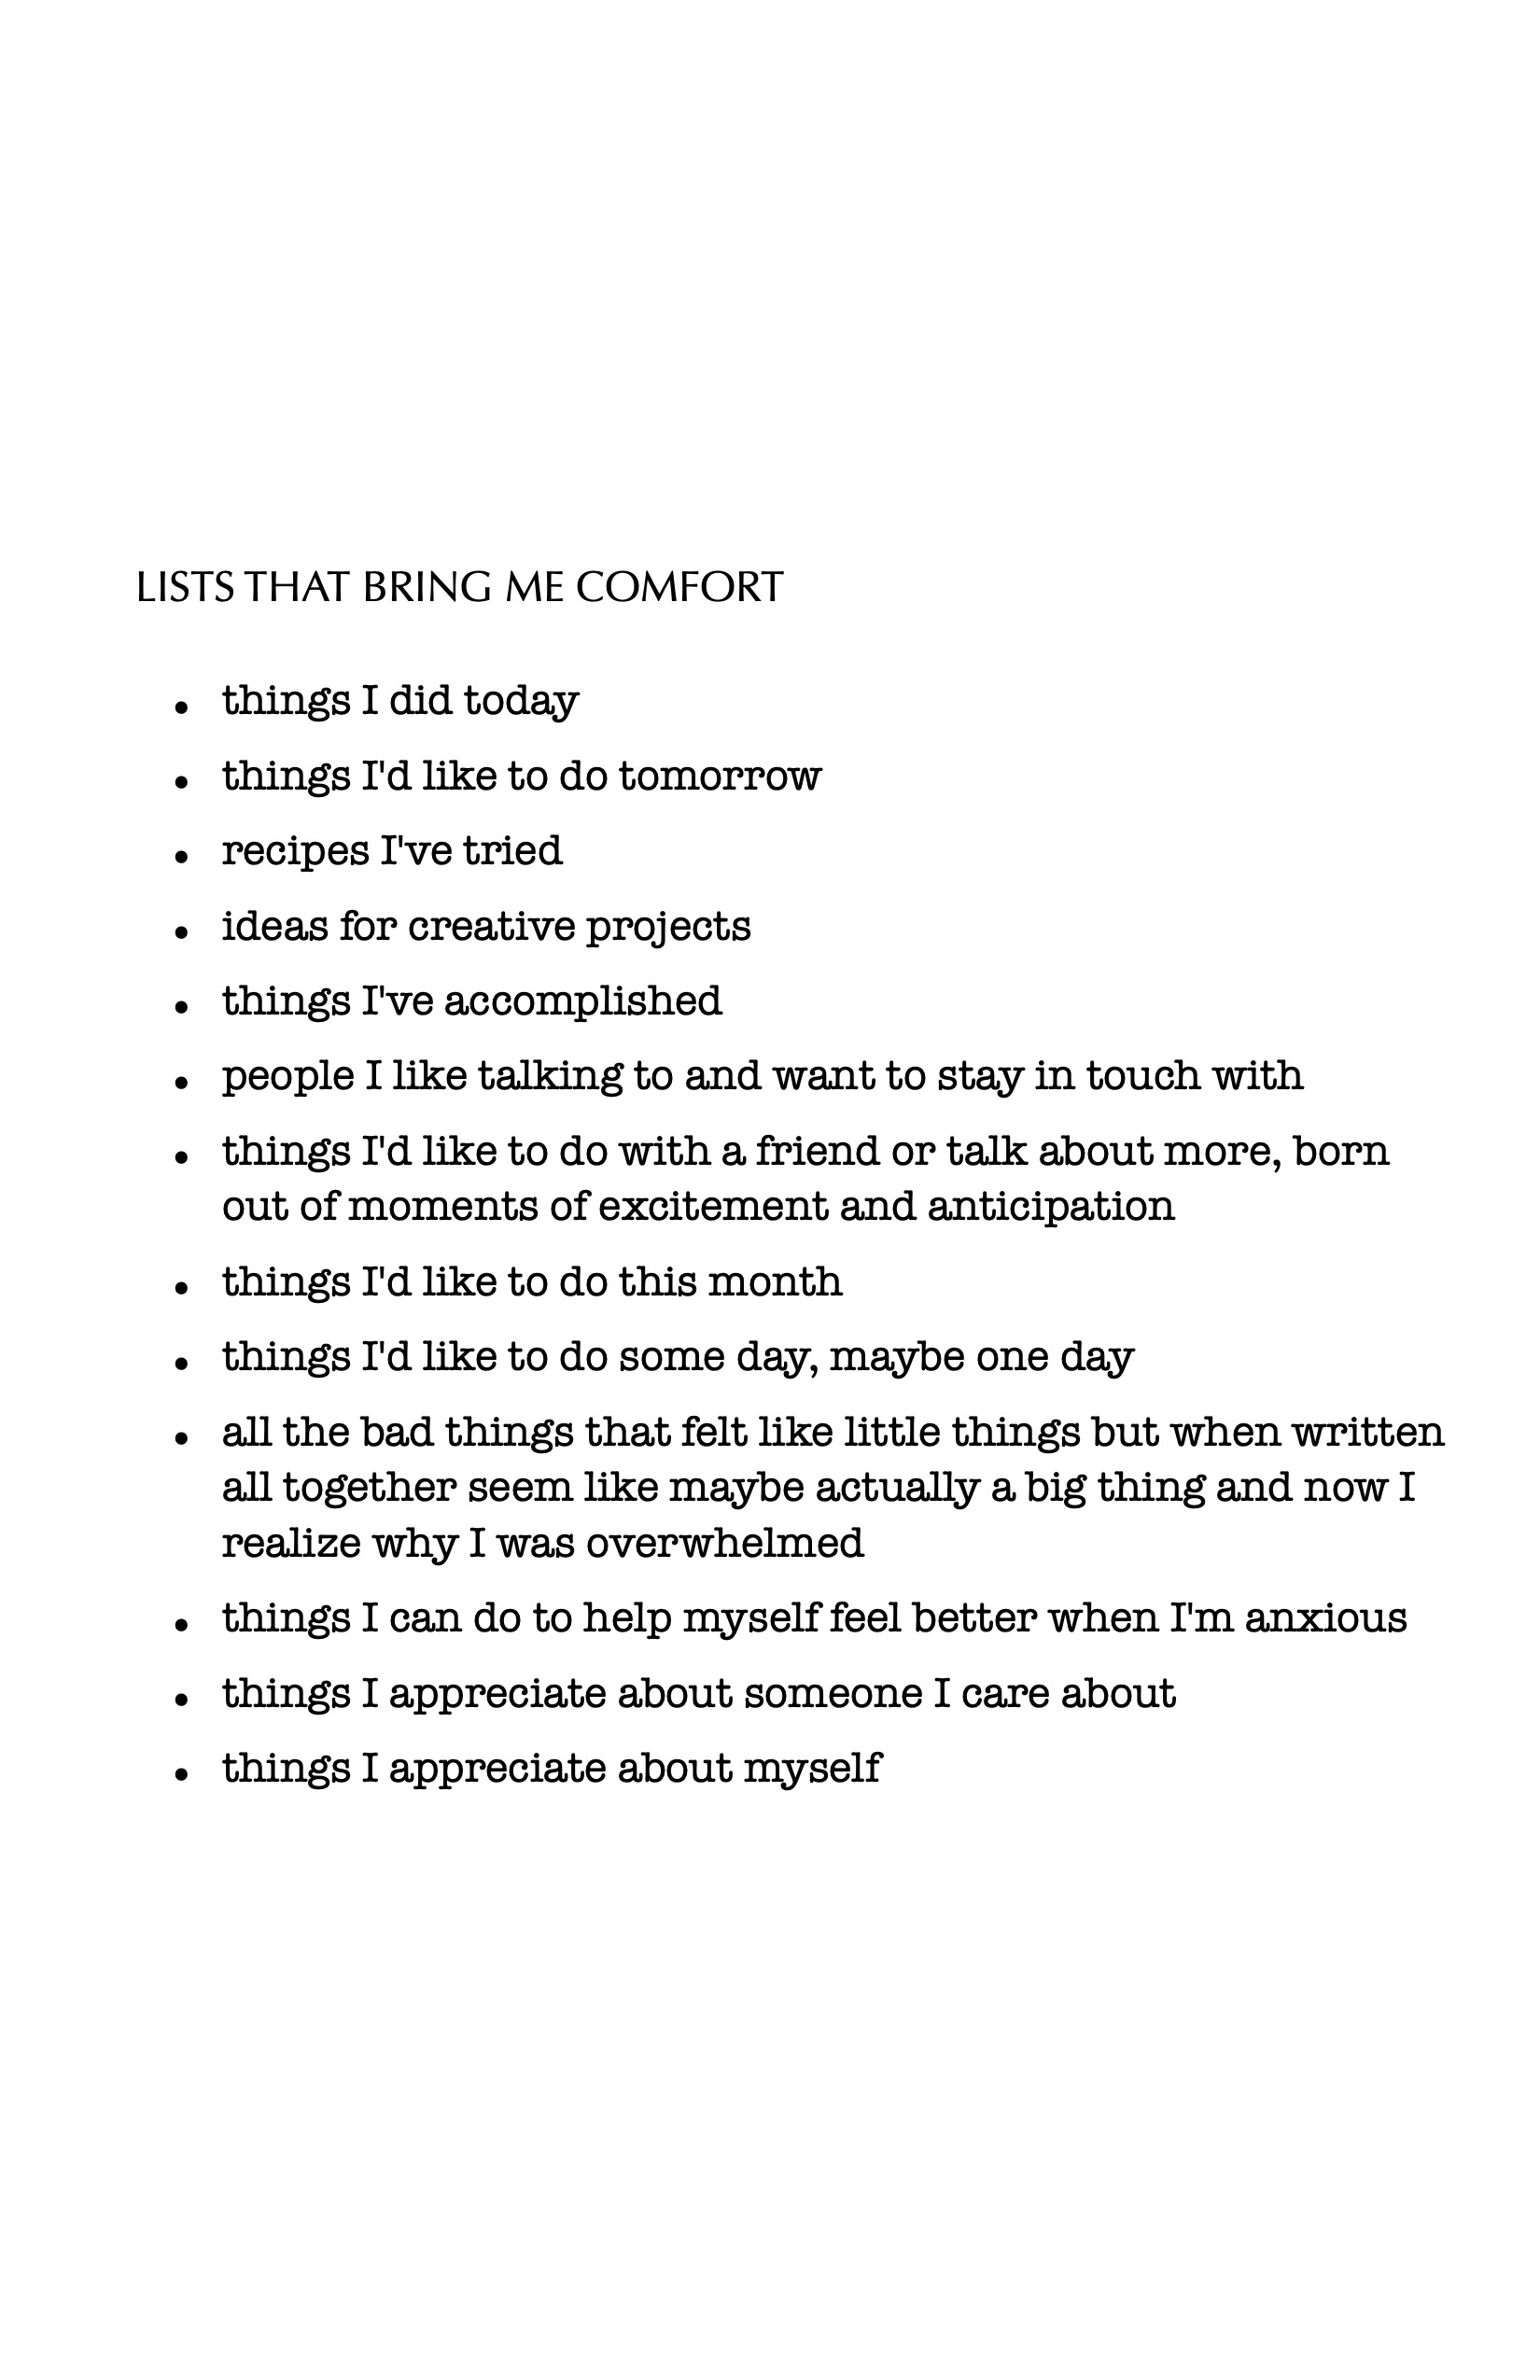 LISTS THAT BRING ME COMFORT
• things I did today
• things I'd like to do tomorrow
• recipes I've tried
• ideas for creative projects
• things I've accomplished
• people I like talking to and want to stay in touch with
• things I'd like to do with a friend or talk about more, born
out of moments of excitement and anticipation
• things I'd like to do this month
• things I'd like to do some day, maybe one day
• all the bad things that felt like little things but when written
all together seem like maybe actually a big thing and now I
realize why I was overwhelmed
• things I can do to help myself feel better when I'm anxious
• things I appreciate about someone I care about
• things I appreciate about myself